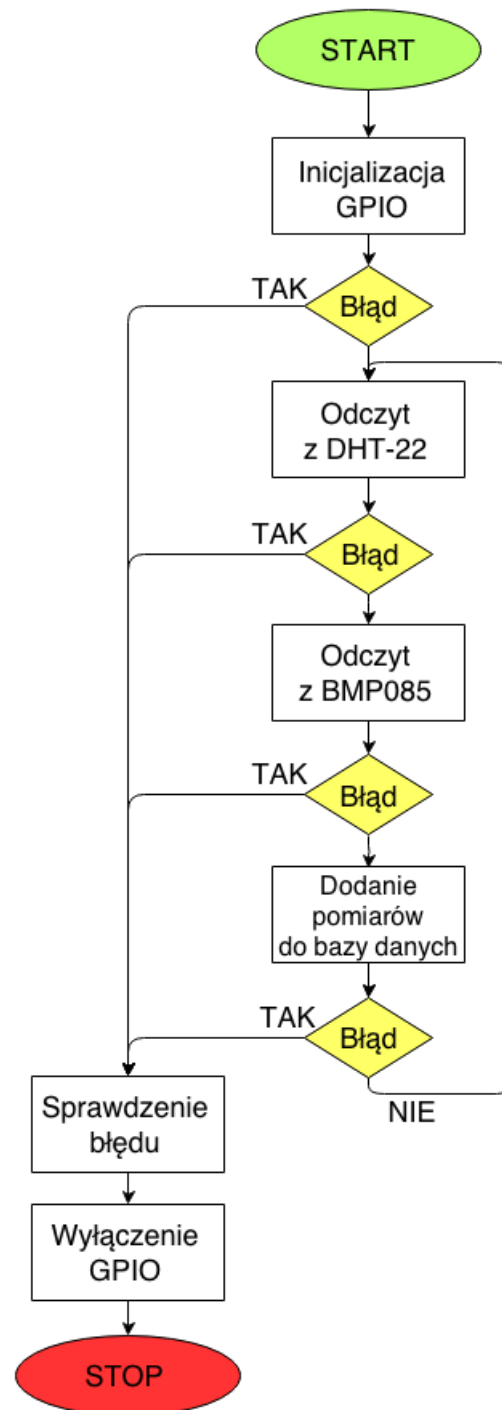 START
Inicjalizacja
GPIO
TAK
Błąd
Odczyt
z DHT-22
TAK
Błąd
Odczyt
z BMP085
TAK
Błąd
Dodanie
pomiarów
do bazy danych
TAK
Błąd
NIE
Sprawdzenie
błędu
Wyłączenie
GPIO
STOP